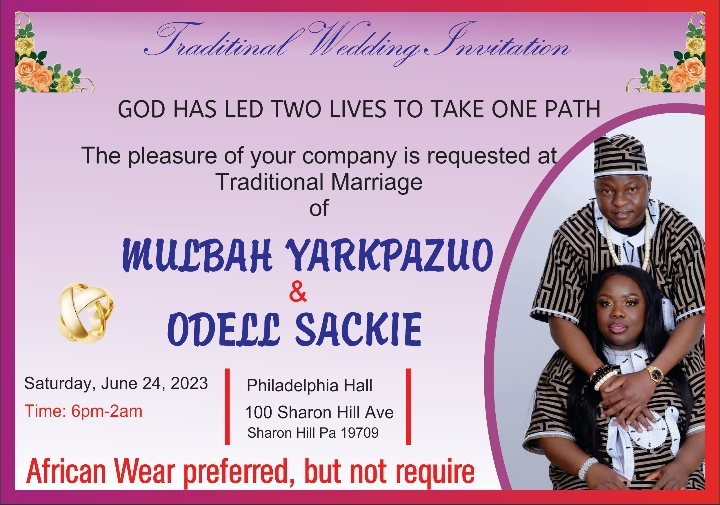 Traditinal Wedding Invitation
GOD HAS LED TWO LIVES TO TAKE ONE PATH
The pleasure of your company is requested at
Traditional Marriage
of
MULBAH YARKPAZUO
&
ODELL SACKIE
Saturday, June 24, 2023
Time: 6pm-2am
Philadelphia Hall
100 Sharon Hill Ave
Sharon Hill Pa 19709
African Wear preferred, but not require